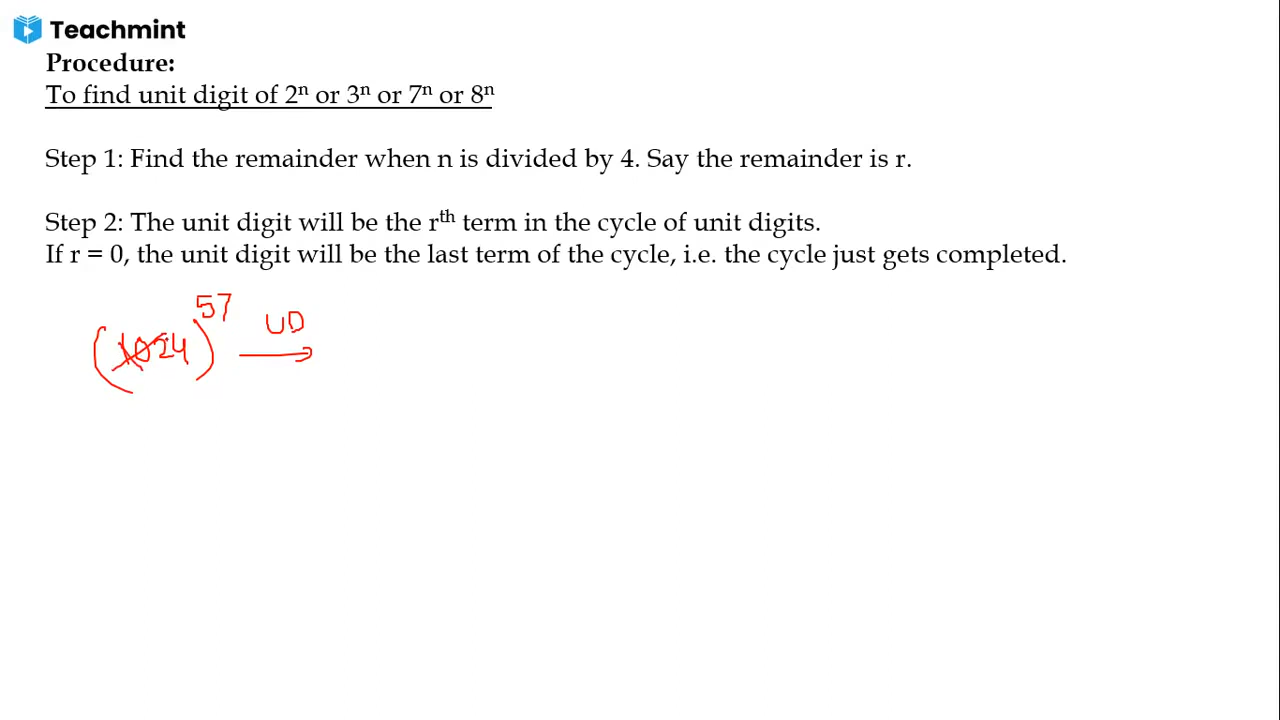 Teachmint
Procedure:
To find unit digit of 2ⁿ or 3ⁿ or 7ⁿ or 8ⁿ
Step 1: Find the remainder when n is divided by 4. Say the remainder is r.
Step 2: The unit digit will be the rᵗʰ term in the cycle of unit digits.
If r = 0, the unit digit will be the last term of the cycle, i.e. the cycle just gets completed.
(1024)⁵⁷ UD →